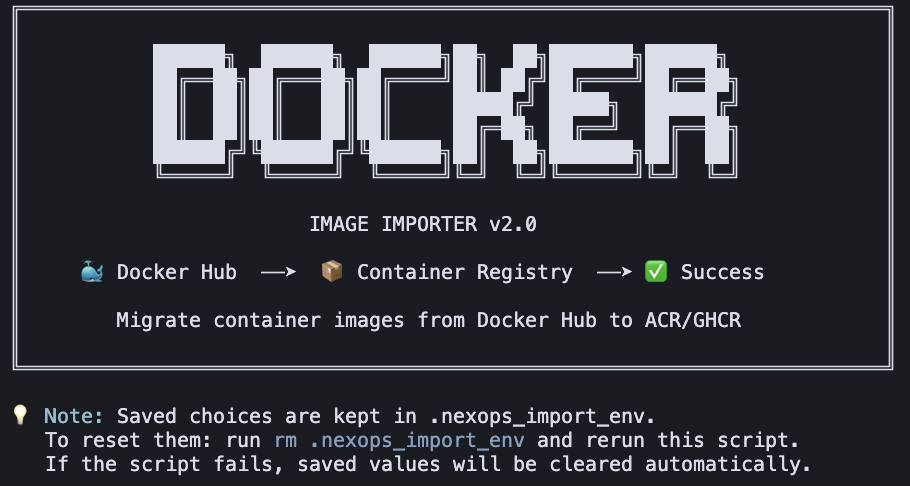 DOCKER
IMAGE IMPORTER v2.0
🐳 Docker Hub ──➤ 📦 Container Registry ──➤ ✅ Success
Migrate container images from Docker Hub to ACR/GHCR
💡 Note: Saved choices are kept in .nexops_import_env.
To reset them: run rm .nexops_import_env and rerun this script.
If the script fails, saved values will be cleared automatically.